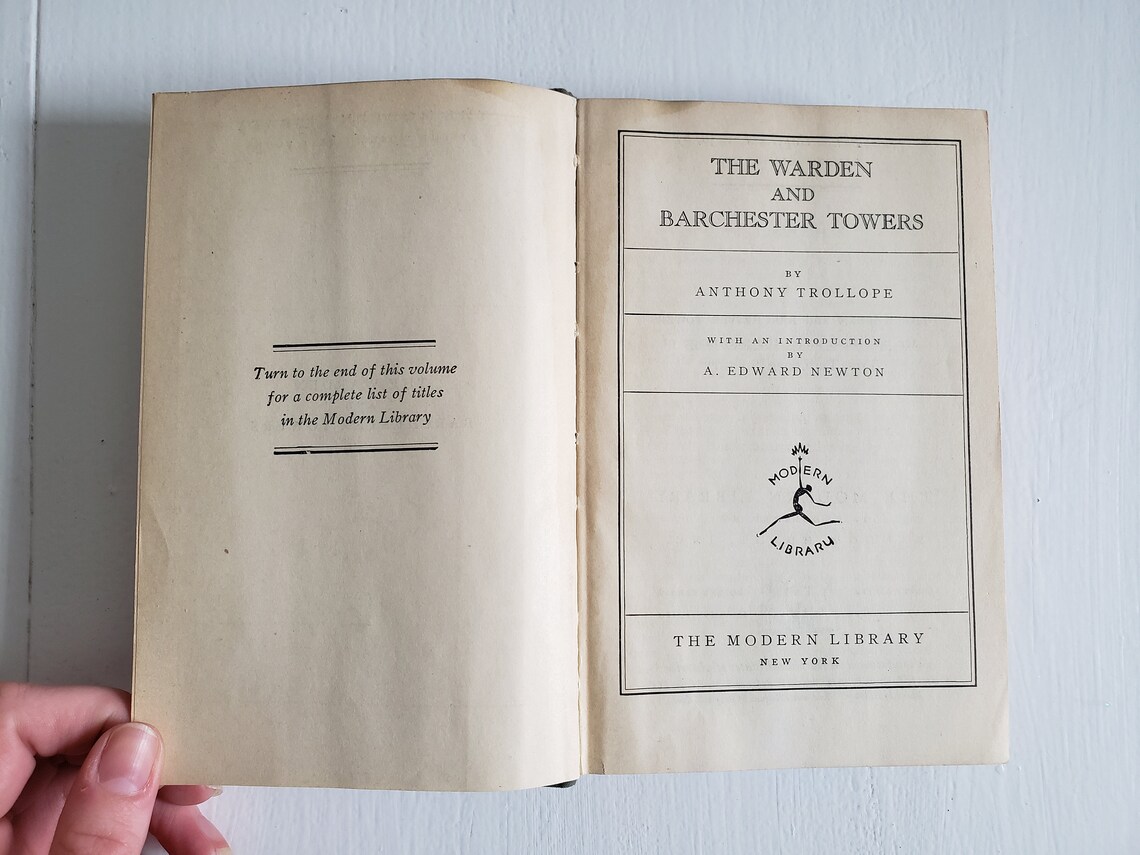 Turn to the end of this volume
for a complete list of titles
in the Modern Library
THE WARDEN
AND
BARCHESTER TOWERS
BY
ANTHONY TROLLOPE
WITH AN INTRODUCTION
BY
A. EDWARD NEWTON
MODERN
LIBRARY
THE MODERN LIBRARY
NEW YORK